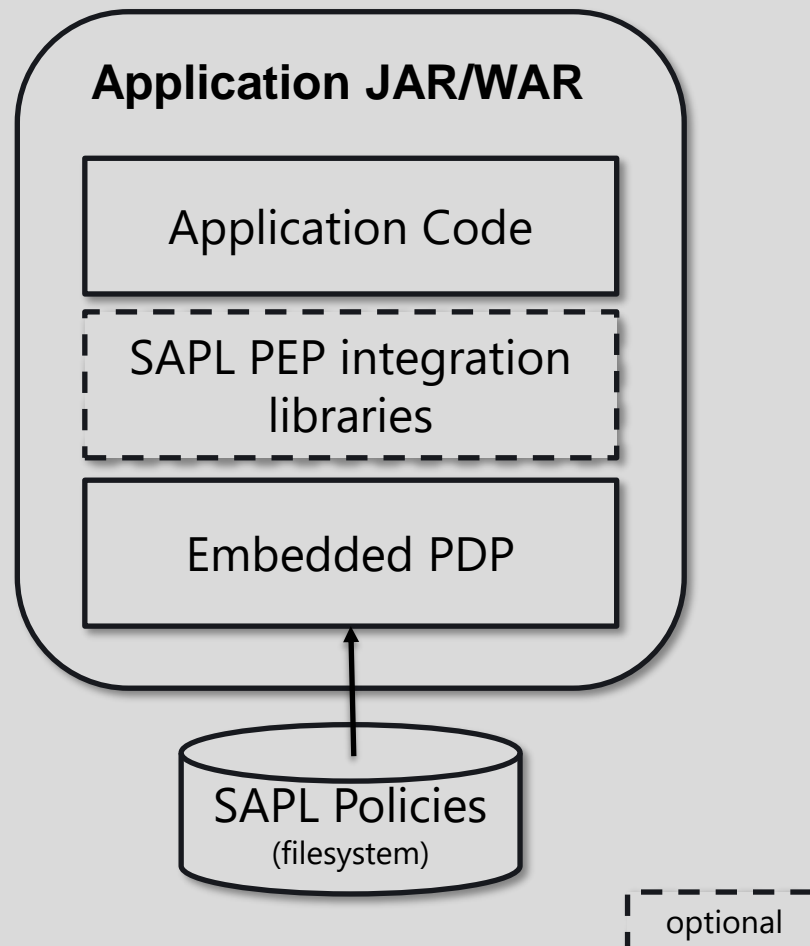 Application JAR/WAR
Application Code
SAPL PEP integration
libraries
Embedded PDP
SAPL Policies
(filesystem)
optional